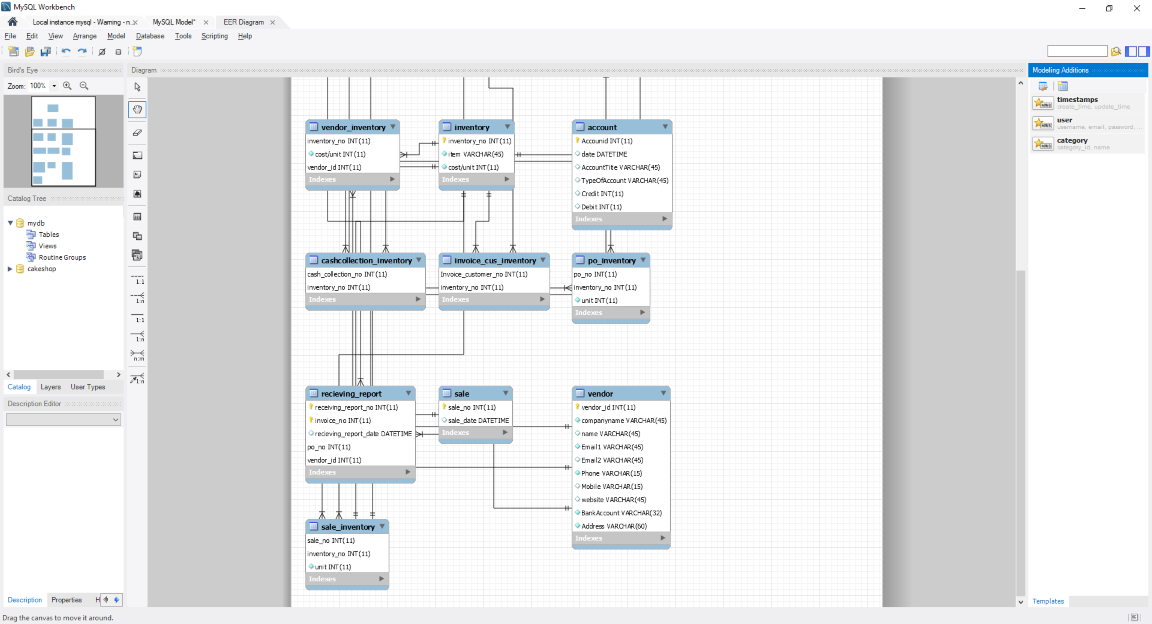 MySQL Workbench
Local instance mysql - Warning - n...
MySQL Model*
EER Diagram
File Edit View Arrange Model Database Tools Scripting Help
Bird's Eye
Diagram
Modeling Additions
Zoom: 100%
timestamps
create_time, update_time
user
username, email, password, ...
category
category_id, name
Catalog Tree
mydb
Tables
Views
Routine Groups
cakeshop
1:1
1:n
1:1
1:n
n:m
1:n
Catalog Layers User Types
Description Editor
vendor_inventory
inventory_no INT(11)
cost/unit INT(11)
vendor_id INT(11)
Indexes
inventory
inventory_no INT(11)
item VARCHAR(45)
cost/unit INT(11)
Indexes
account
AccounId INT(11)
date DATETIME
AccountTitle VARCHAR(45)
TypeOfAccount VARCHAR(45)
Credit INT(11)
Debit INT(11)
Indexes
cashcollection_inventory
cash_collection_no INT(11)
inventory_no INT(11)
Indexes
invoice_cus_inventory
Invoice_customer_no INT(11)
inventory_no INT(11)
Indexes
po_inventory
po_no INT(11)
inventory_no INT(11)
unit INT(11)
Indexes
recieving_report
receiving_report_no INT(11)
invoice_no INT(11)
recieving_report_date DATETIME
po_no INT(11)
vendor_id INT(11)
Indexes
sale
sale_no INT(11)
sale_date DATETIME
Indexes
vendor
vendor_id INT(11)
companyname VARCHAR(45)
name VARCHAR(45)
Email1 VARCHAR(45)
Email2 VARCHAR(45)
Phone VARCHAR(15)
Mobile VARCHAR(15)
website VARCHAR(45)
BankAccount VARCHAR(32)
Address VARCHAR(60)
Indexes
sale_inventory
sale_no INT(11)
inventory_no INT(11)
unit INT(11)
Indexes
Description Properties H
Templates
Drag the canvas to move it around.